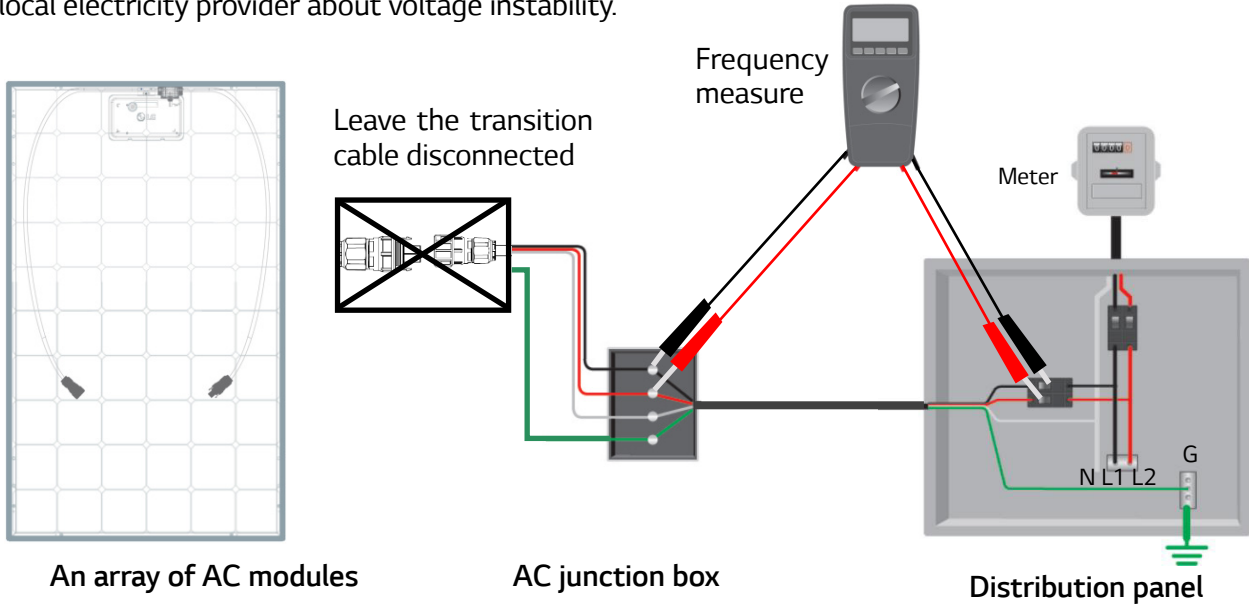 local electricity provider about voltage instability.
Frequency
measure
Leave the transition
cable disconnected
Meter
N L1 L2
G
An array of AC modules
AC junction box
Distribution panel